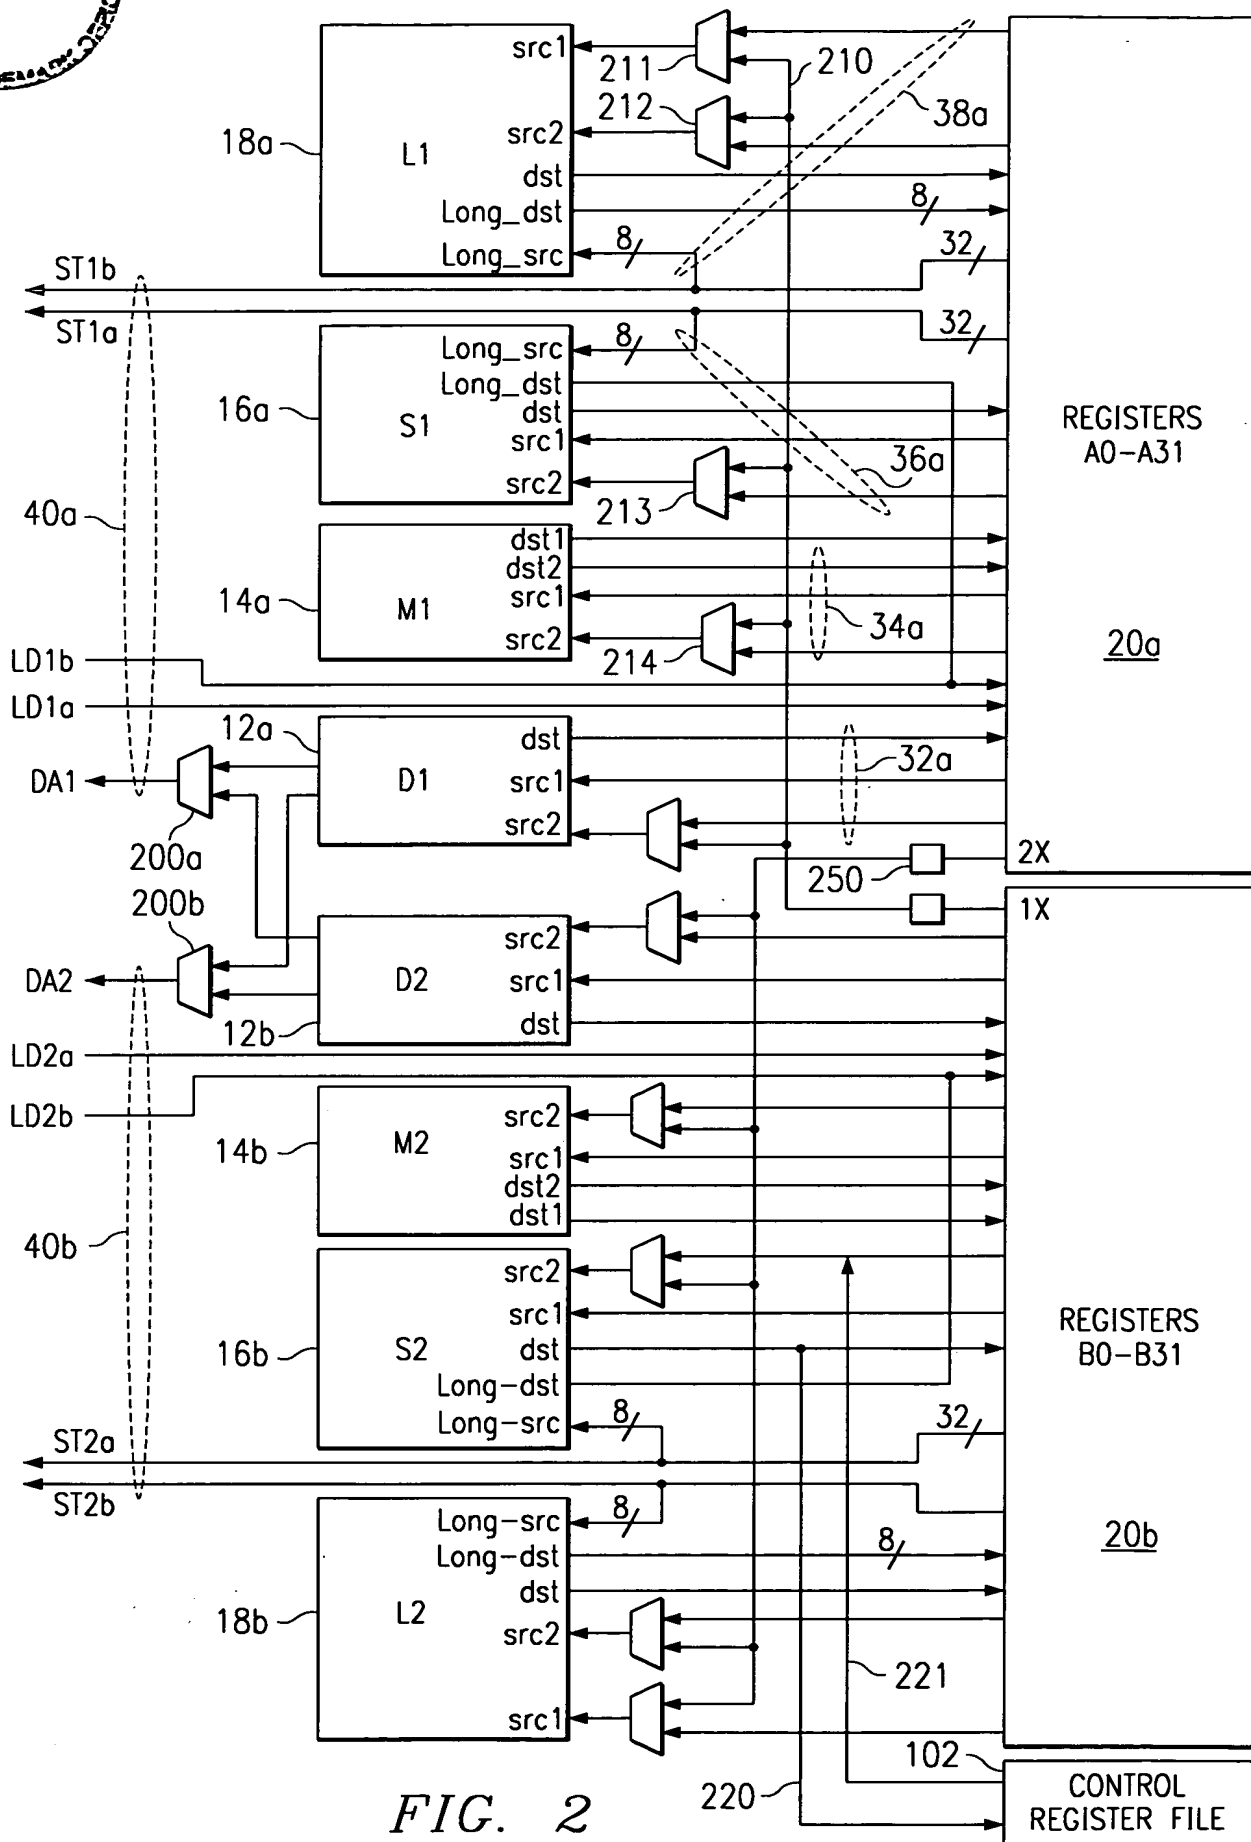 src1
211
210
38a
212
18a
L1
src2
dst
Long_dst
8
Long_src
8
32
ST1b
ST1a
32
Long_src
8
Long_dst
16a
dst
S1
src1
REGISTERS
A0-A31
36a
src2
213
40a
dst1
dst2
14a
M1
src1
34a
src2
214
20a
LD1b
LD1a
12a
dst
32a
DA1
D1
src1
src2
200a
250
2X
200b
1X
src2
DA2
D2
src1
12b
dst
LD2a
LD2b
src2
14b
M2
src1
dst2
dst1
40b
src2
src1
REGISTERS
B0-B31
16b
S2
dst
Long-dst
Long-src
8
32
ST2a
ST2b
Long-src
8
Long-dst
8
20b
dst
18b
L2
src2
221
src1
102
220
CONTROL
REGISTER FILE
FIG. 2